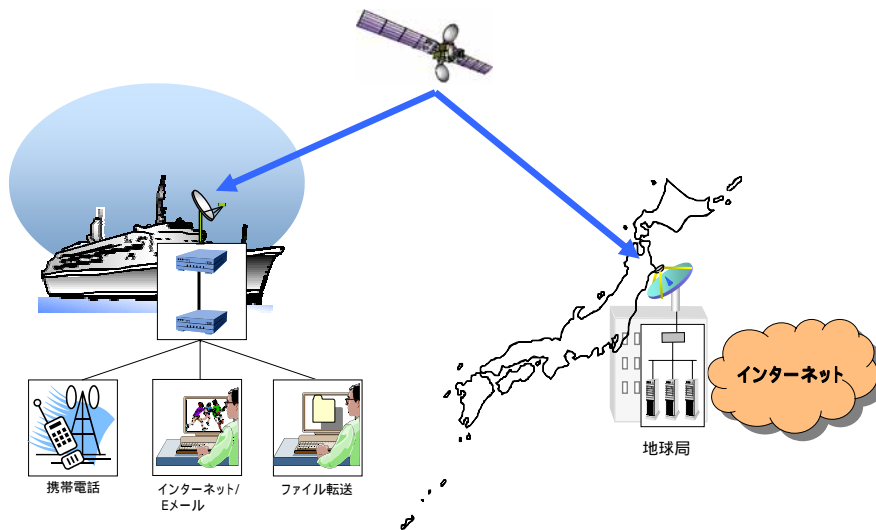 インターネット
地球局
携帯電話
インターネット/
Eメール
ファイル転送